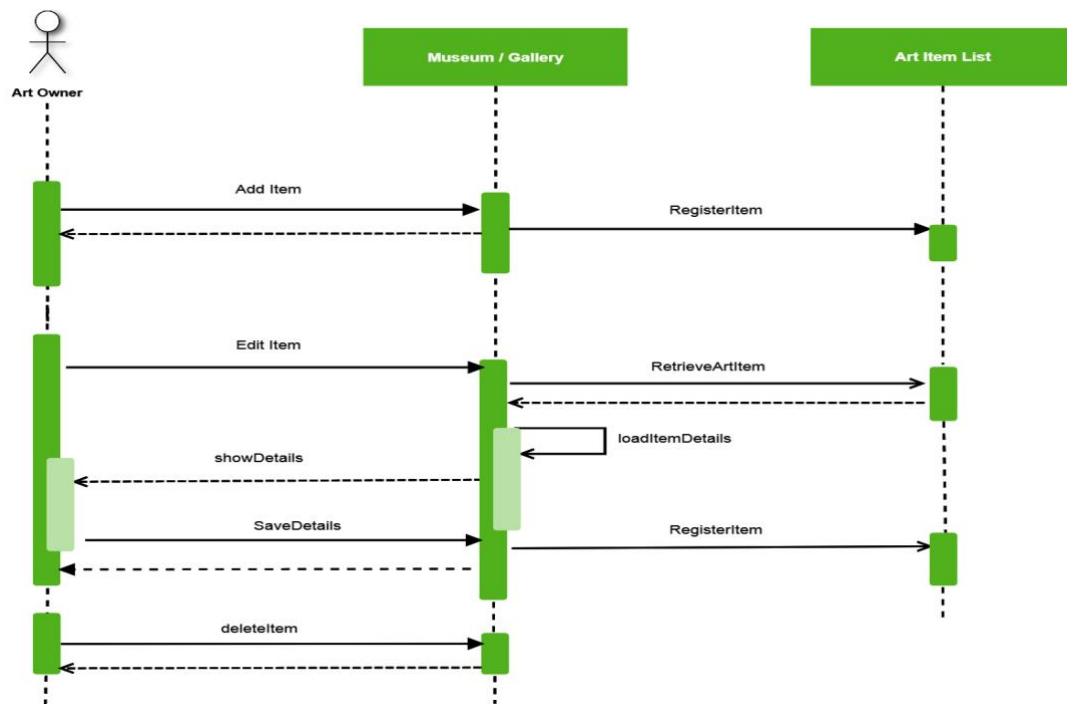 Museum / Gallery
Art Item List
Art Owner
Add Item
RegisterItem
Edit Item
RetrieveArtItem
loadItemDetails
showDetails
SaveDetails
RegisterItem
deleteItem